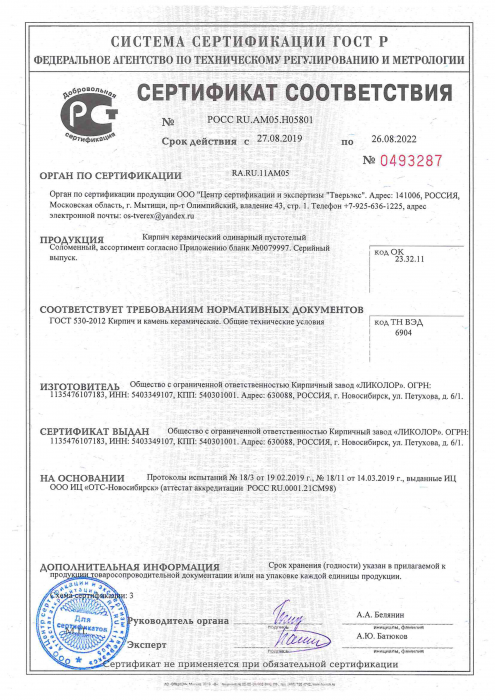 СИСТЕМА СЕРТИФИКАЦИИ ГОСТ Р
ФЕДЕРАЛЬНОЕ АГЕНТСТВО ПО ТЕХНИЧЕСКОМУ РЕГУЛИРОВАНИЮ И МЕТРОЛОГИИ
Добровольная
сертификация
СЕРТИФИКАТ СООТВЕТСТВИЯ
№ РОСС RU.АМ05.Н05801
Срок действия с 27.08.2019 по 26.08.2022
№ 0493287
ОРГАН ПО СЕРТИФИКАЦИИ RA.RU.11АМ05
Орган по сертификации продукции ООО "Центр сертификации и экспертизы "Тверьэкс". Адрес: 141006, РОССИЯ,
Московская область, г. Мытищи, пр-т Олимпийский, владение 43, стр. 1. Телефон +7-925-636-1225, адрес
электронной почты: os-tverex@yandex.ru
ПРОДУКЦИЯ Кирпич керамический одинарный пустотелый
Соломенный, ассортимент согласно Приложению бланк №0079997. Серийный
выпуск.
код ОК
23.32.11
СООТВЕТСТВУЕТ ТРЕБОВАНИЯМ НОРМАТИВНЫХ ДОКУМЕНТОВ
ГОСТ 530-2012 Кирпич и камень керамические. Общие технические условия
код ТН ВЭД
6904
ИЗГОТОВИТЕЛЬ Общество с ограниченной ответственностью Кирпичный завод «ЛИКОЛОР». ОГРН:
1135476107183, ИНН: 5403349107, КПП: 540301001. Адрес: 630088, РОССИЯ, г. Новосибирск, ул. Петухова, д. 6/1.
СЕРТИФИКАТ ВЫДАН Общество с ограниченной ответственностью Кирпичный завод «ЛИКОЛОР». ОГРН:
1135476107183, ИНН: 5403349107, КПП: 540301001. Адрес: 630088, РОССИЯ, г. Новосибирск, ул. Петухова, д. 6/1.
НА ОСНОВАНИИ Протоколы испытаний № 18/3 от 19.02.2019 г., № 18/11 от 14.03.2019 г., выданные ИЦ
ООО ИЦ «ОТС-Новосибирск» (аттестат аккредитации РОСС RU.0001.21СМ98)
ДОПОЛНИТЕЛЬНАЯ ИНФОРМАЦИЯ Срок хранения (годности) указан в прилагаемой к
продукции товаросопроводительной документации и/или на упаковке каждой единицы продукции.
Схема сертификации: 3
Для
сертификатов
М.П.
Руководитель органа
подпись
А.А. Белянин
инициалы, фамилия
Эксперт
подпись
А.Ю. Батюков
инициалы, фамилия
Сертификат не применяется при обязательной сертификации